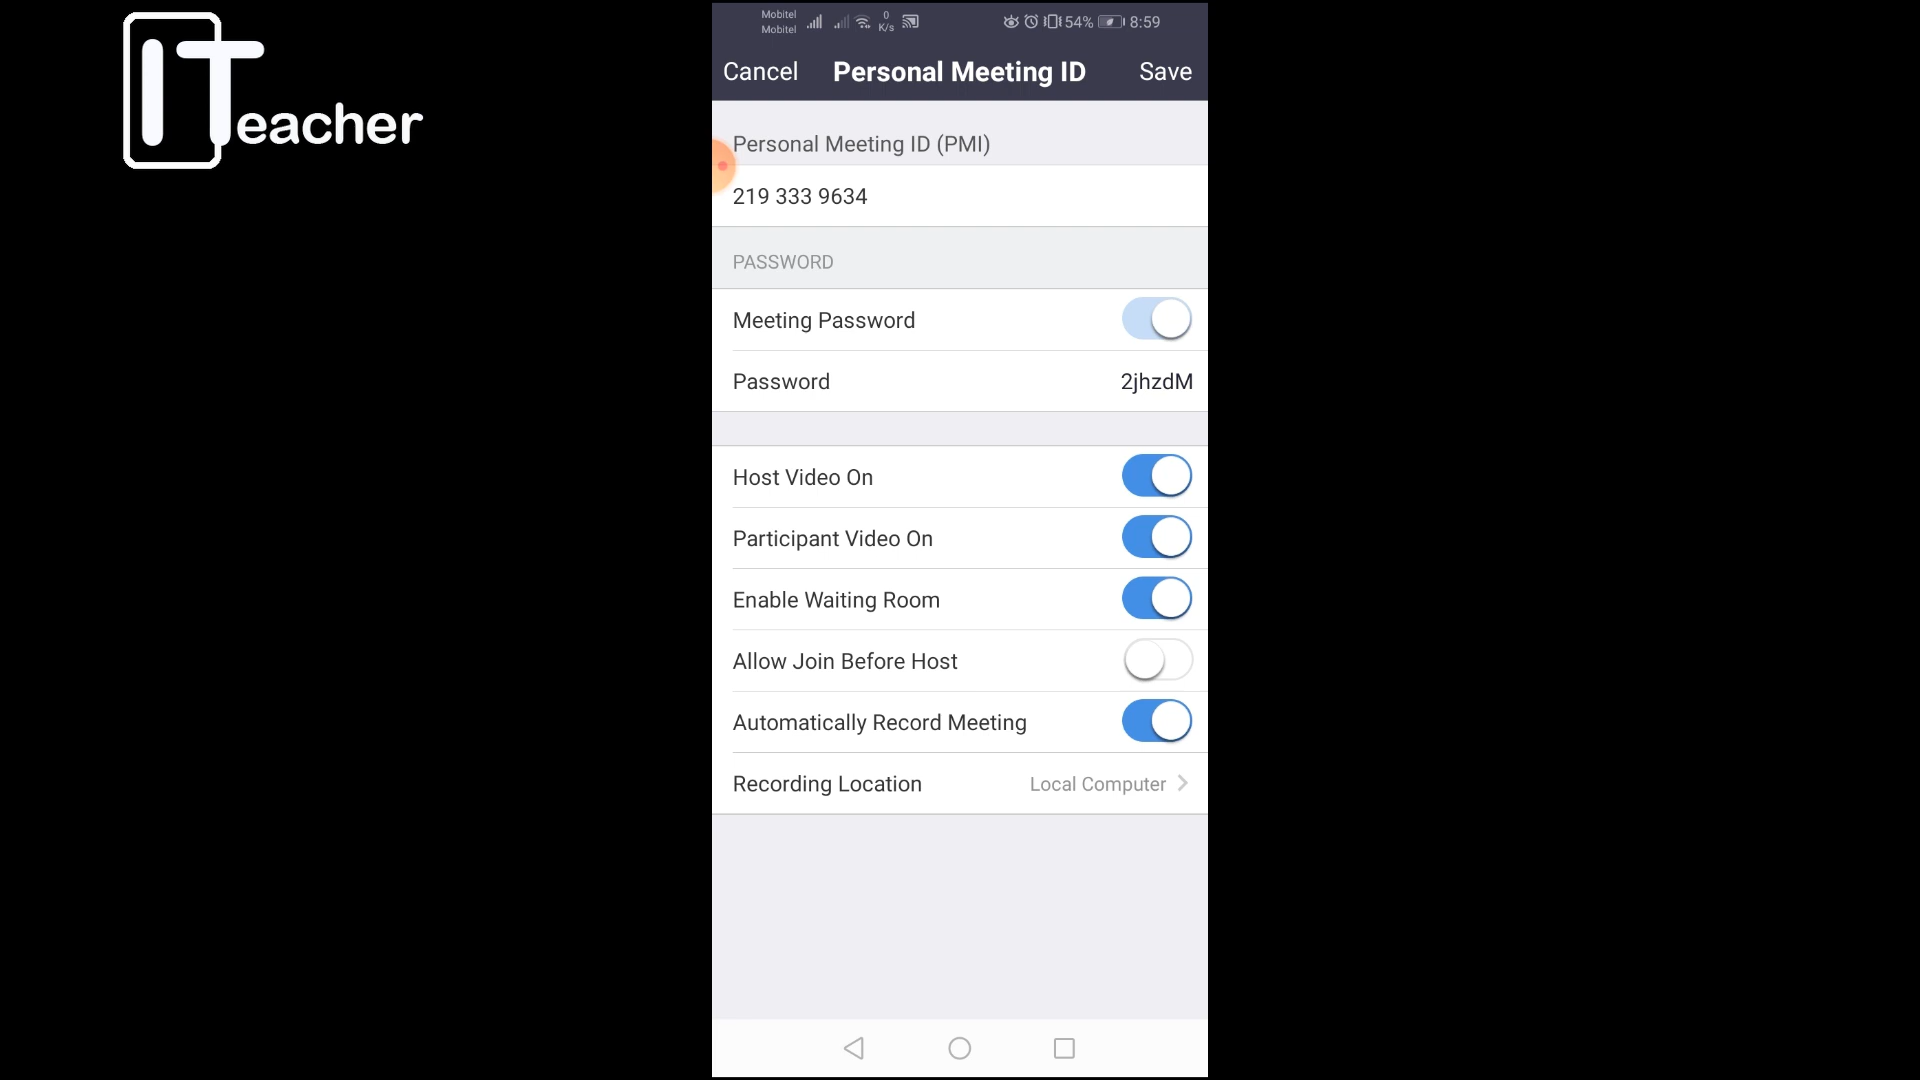 ITeacher
Mobitel
Mobitel
0
K/s
54%
8:59
Cancel
Personal Meeting ID
Save
Personal Meeting ID (PMI)
219 333 9634
PASSWORD
Meeting Password
Password 2jhzdM
Host Video On
Participant Video On
Enable Waiting Room
Allow Join Before Host
Automatically Record Meeting
Recording Location Local Computer